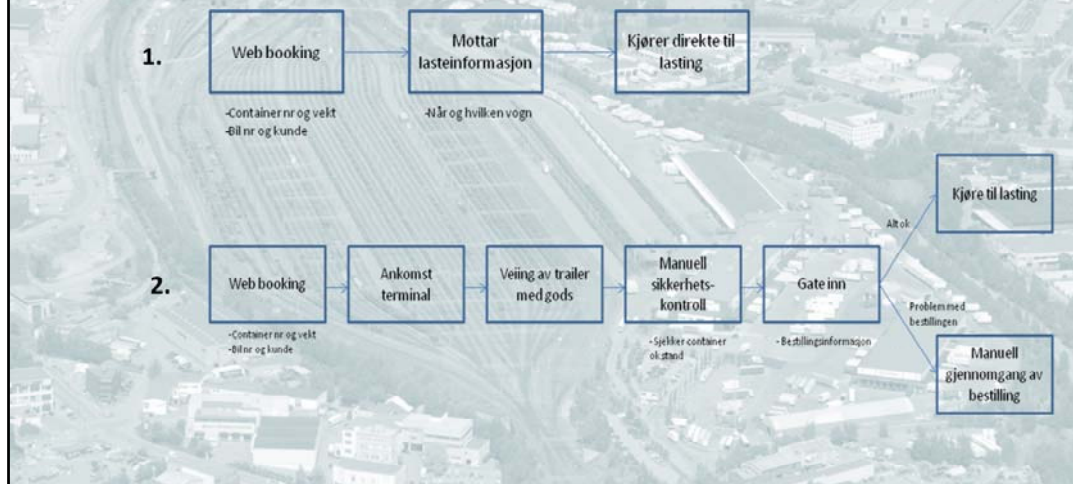 1.
Web booking
Mottar
lasteinformasjon
Kjører direkte til
lasting
-Container nr og vekt
-Bil nr og kunde
-Når og hvilken vogn
2.
Web booking
Ankomst
terminal
Veiing av trailer
med gods
Manuell
sikkerhets-
kontroll
Gate inn
Alt ok
Kjøre til lasting
Problem med
bestillingen
Manuell
gjennomgang av
bestilling
-Container nr og vekt
-Bil nr og kunde
- Sjekker container
ok stand
- Bestillingsinformasjon